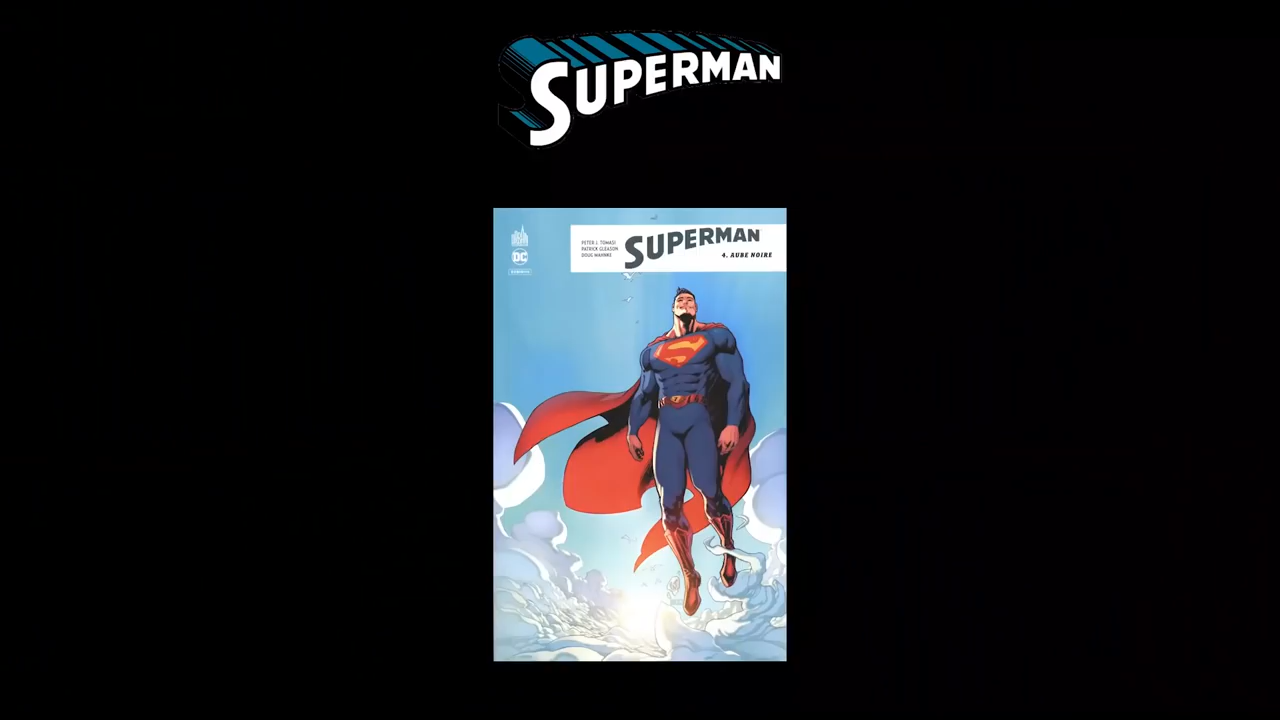 SUPERMAN
PETER J. TOMASI
PATRICK GLEASON
DOUG MAHNKE
SUPERMAN
4. AUBE NOIRE
DC